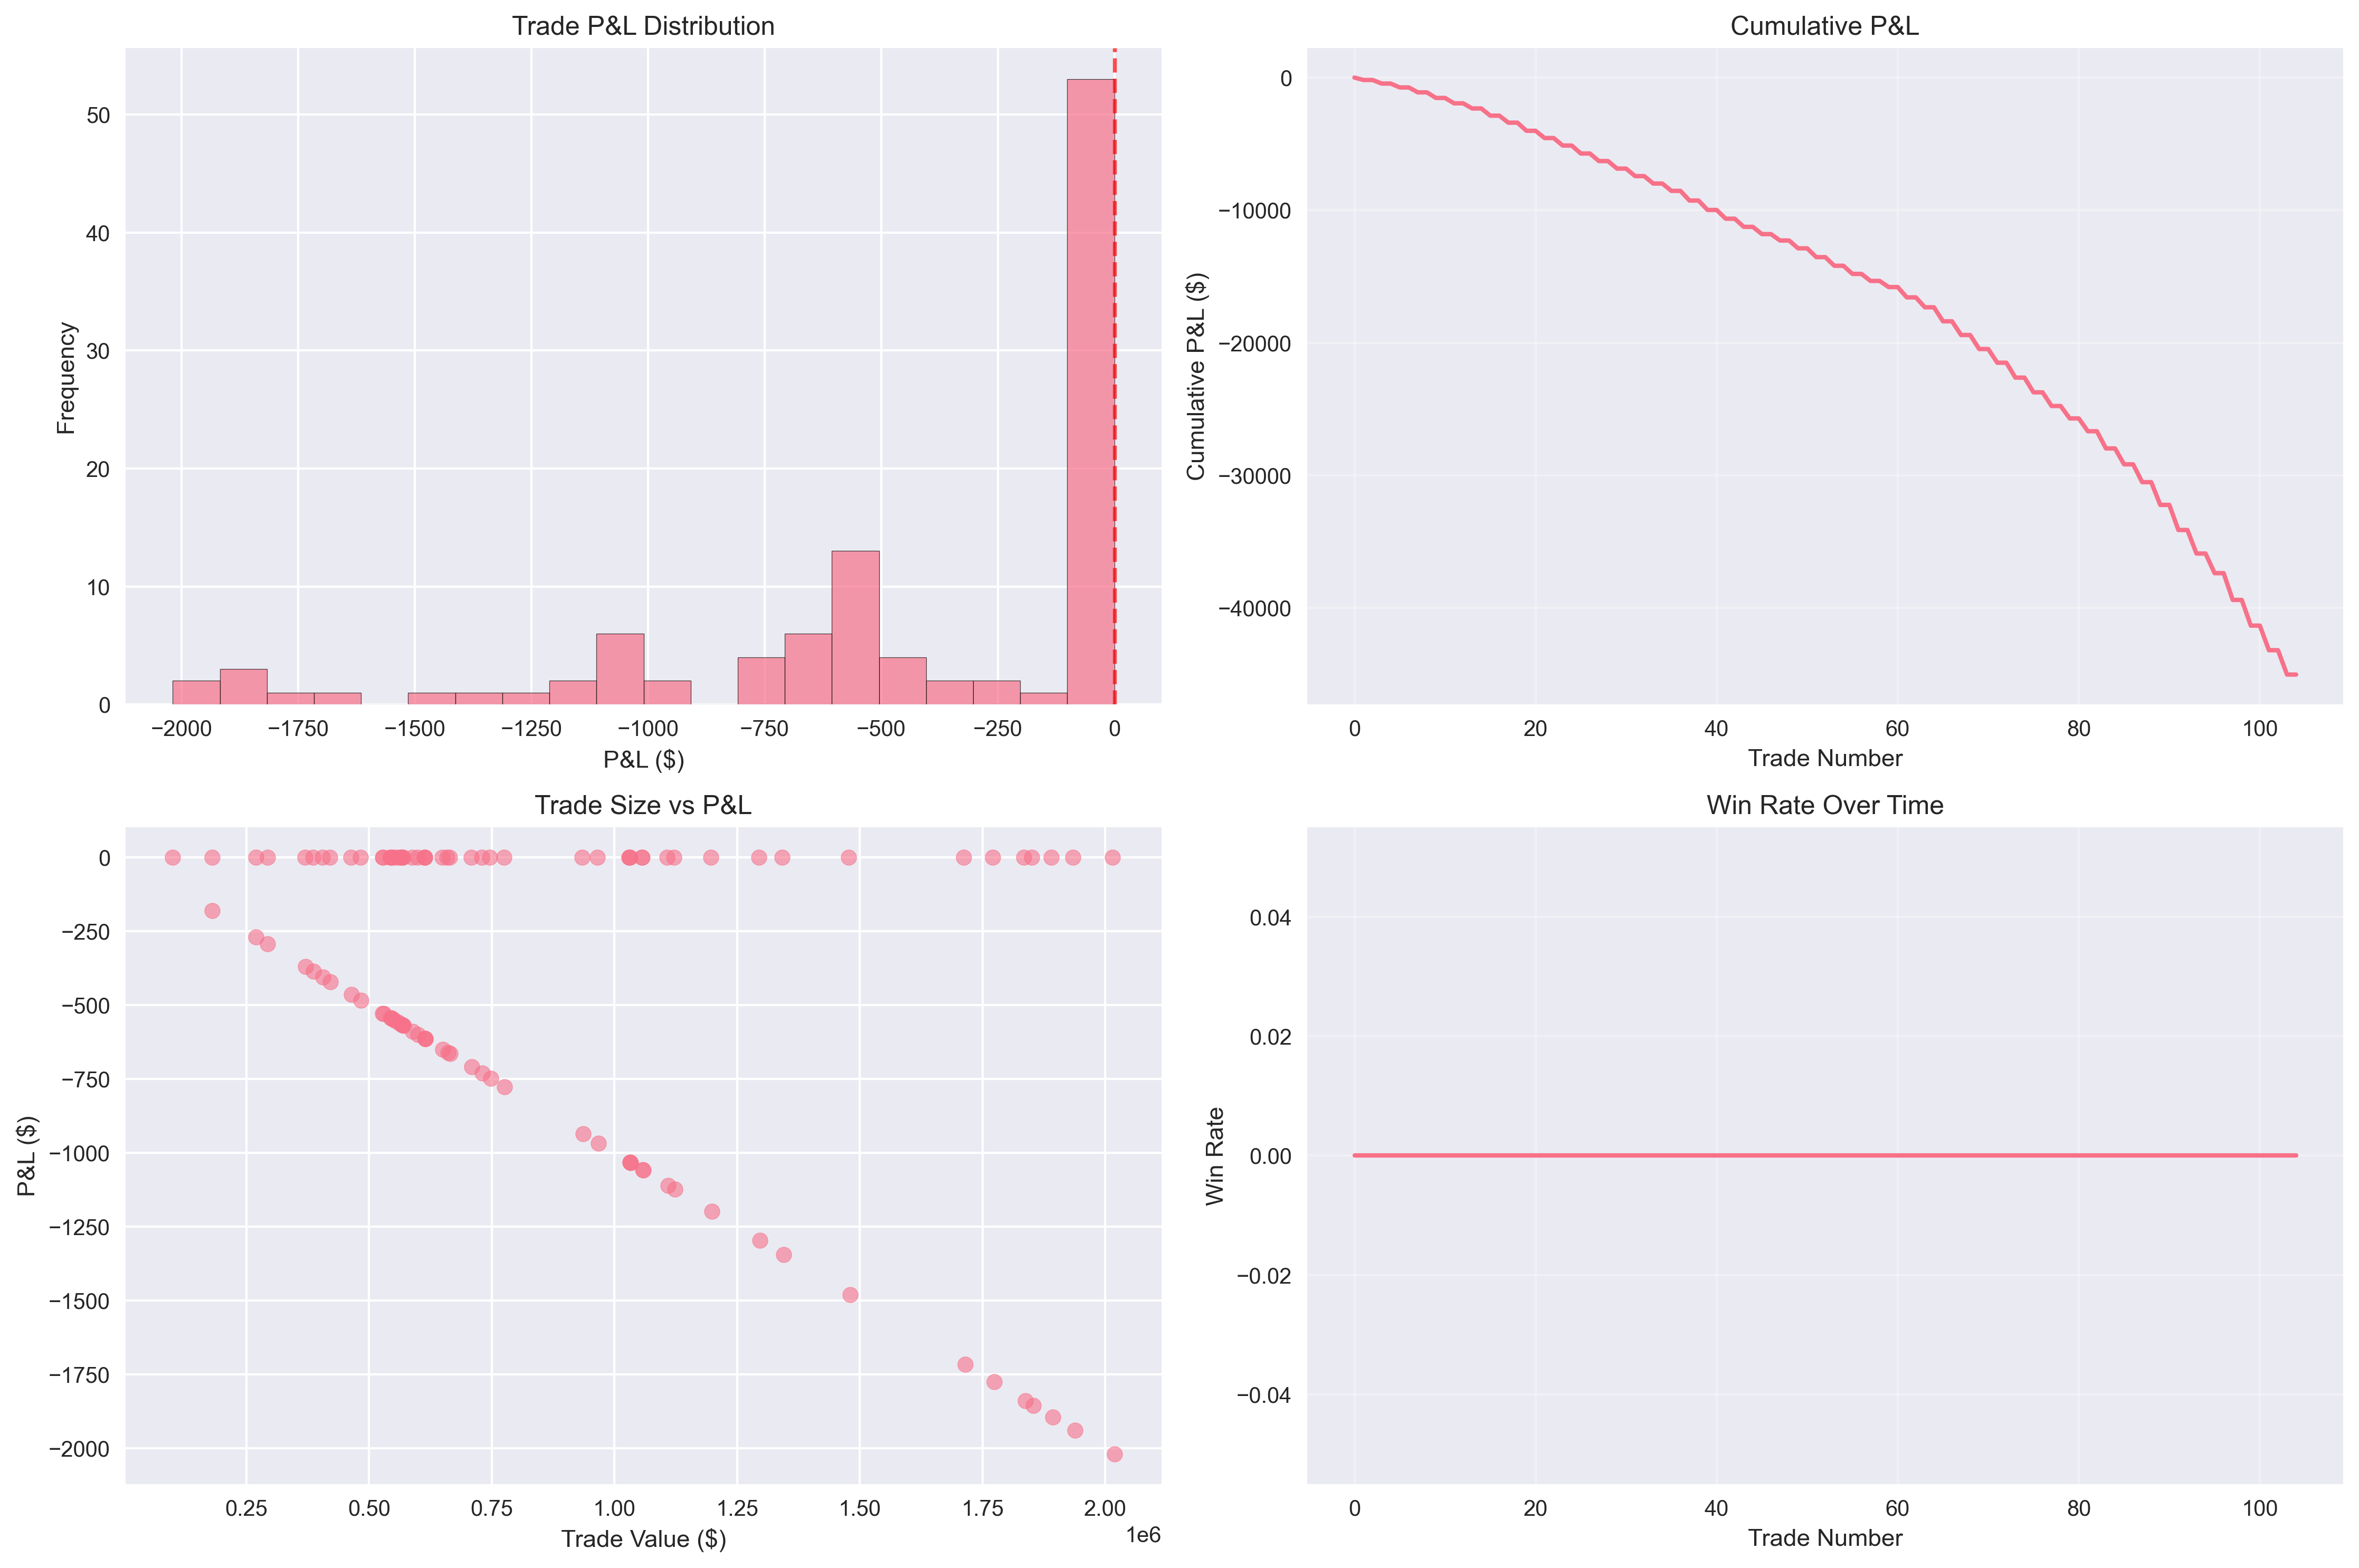 Trade P&L Distribution
50
40
30
20
10
0
Frequency
−2000 −1750 −1500 −1250 −1000 −750 −500 −250 0
P&L ($)
Cumulative P&L
0
−10000
−20000
−30000
−40000
Cumulative P&L ($)
0 20 40 60 80 100
Trade Number
Trade Size vs P&L
0
−250
−500
−750
−1000
−1250
−1500
−1750
−2000
P&L ($)
0.25 0.50 0.75 1.00 1.25 1.50 1.75 2.00
1e6
Trade Value ($)
Win Rate Over Time
0.04
0.02
0.00
−0.02
−0.04
Win Rate
0 20 40 60 80 100
Trade Number